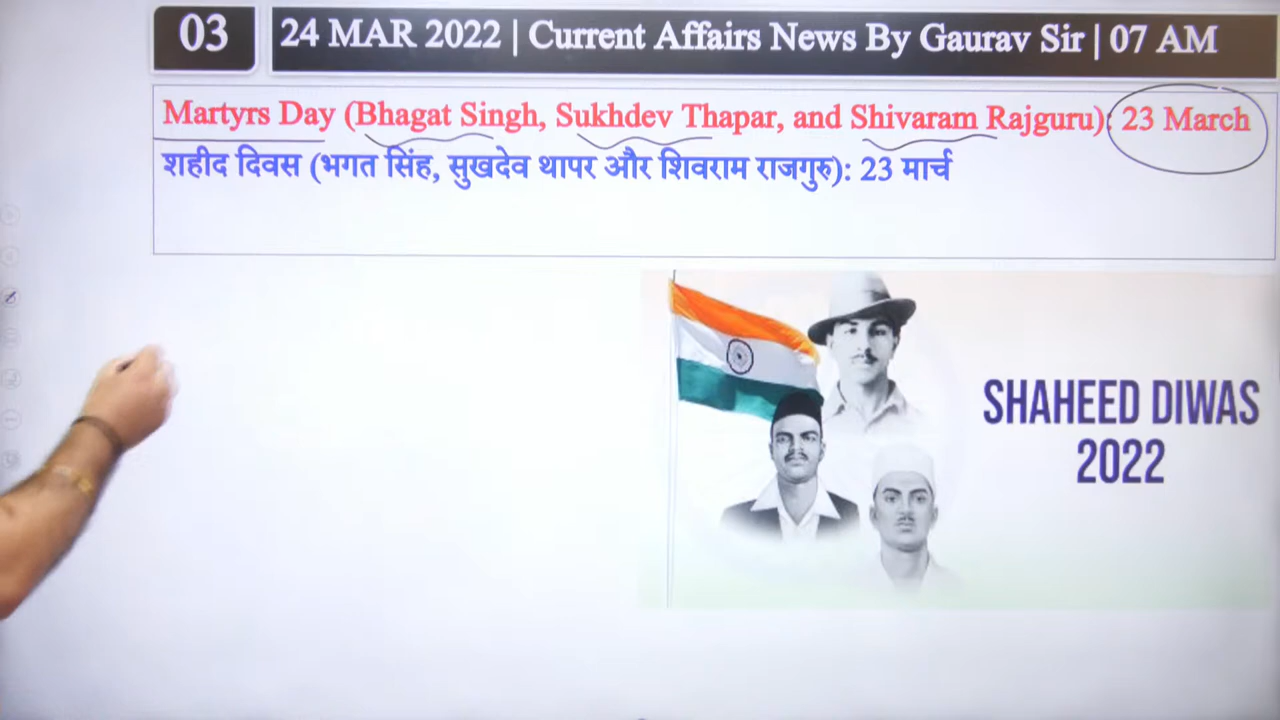 03
24 MAR 2022 | Current Affairs News By Gaurav Sir | 07 AM
Martyrs Day (Bhagat Singh, Sukhdev Thapar, and Shivaram Rajguru): 23 March
शहीद दिवस (भगत सिंह, सुखदेव थापर और शिवराम राजगुरु): 23 मार्च
SHAHEED DIWAS
2022